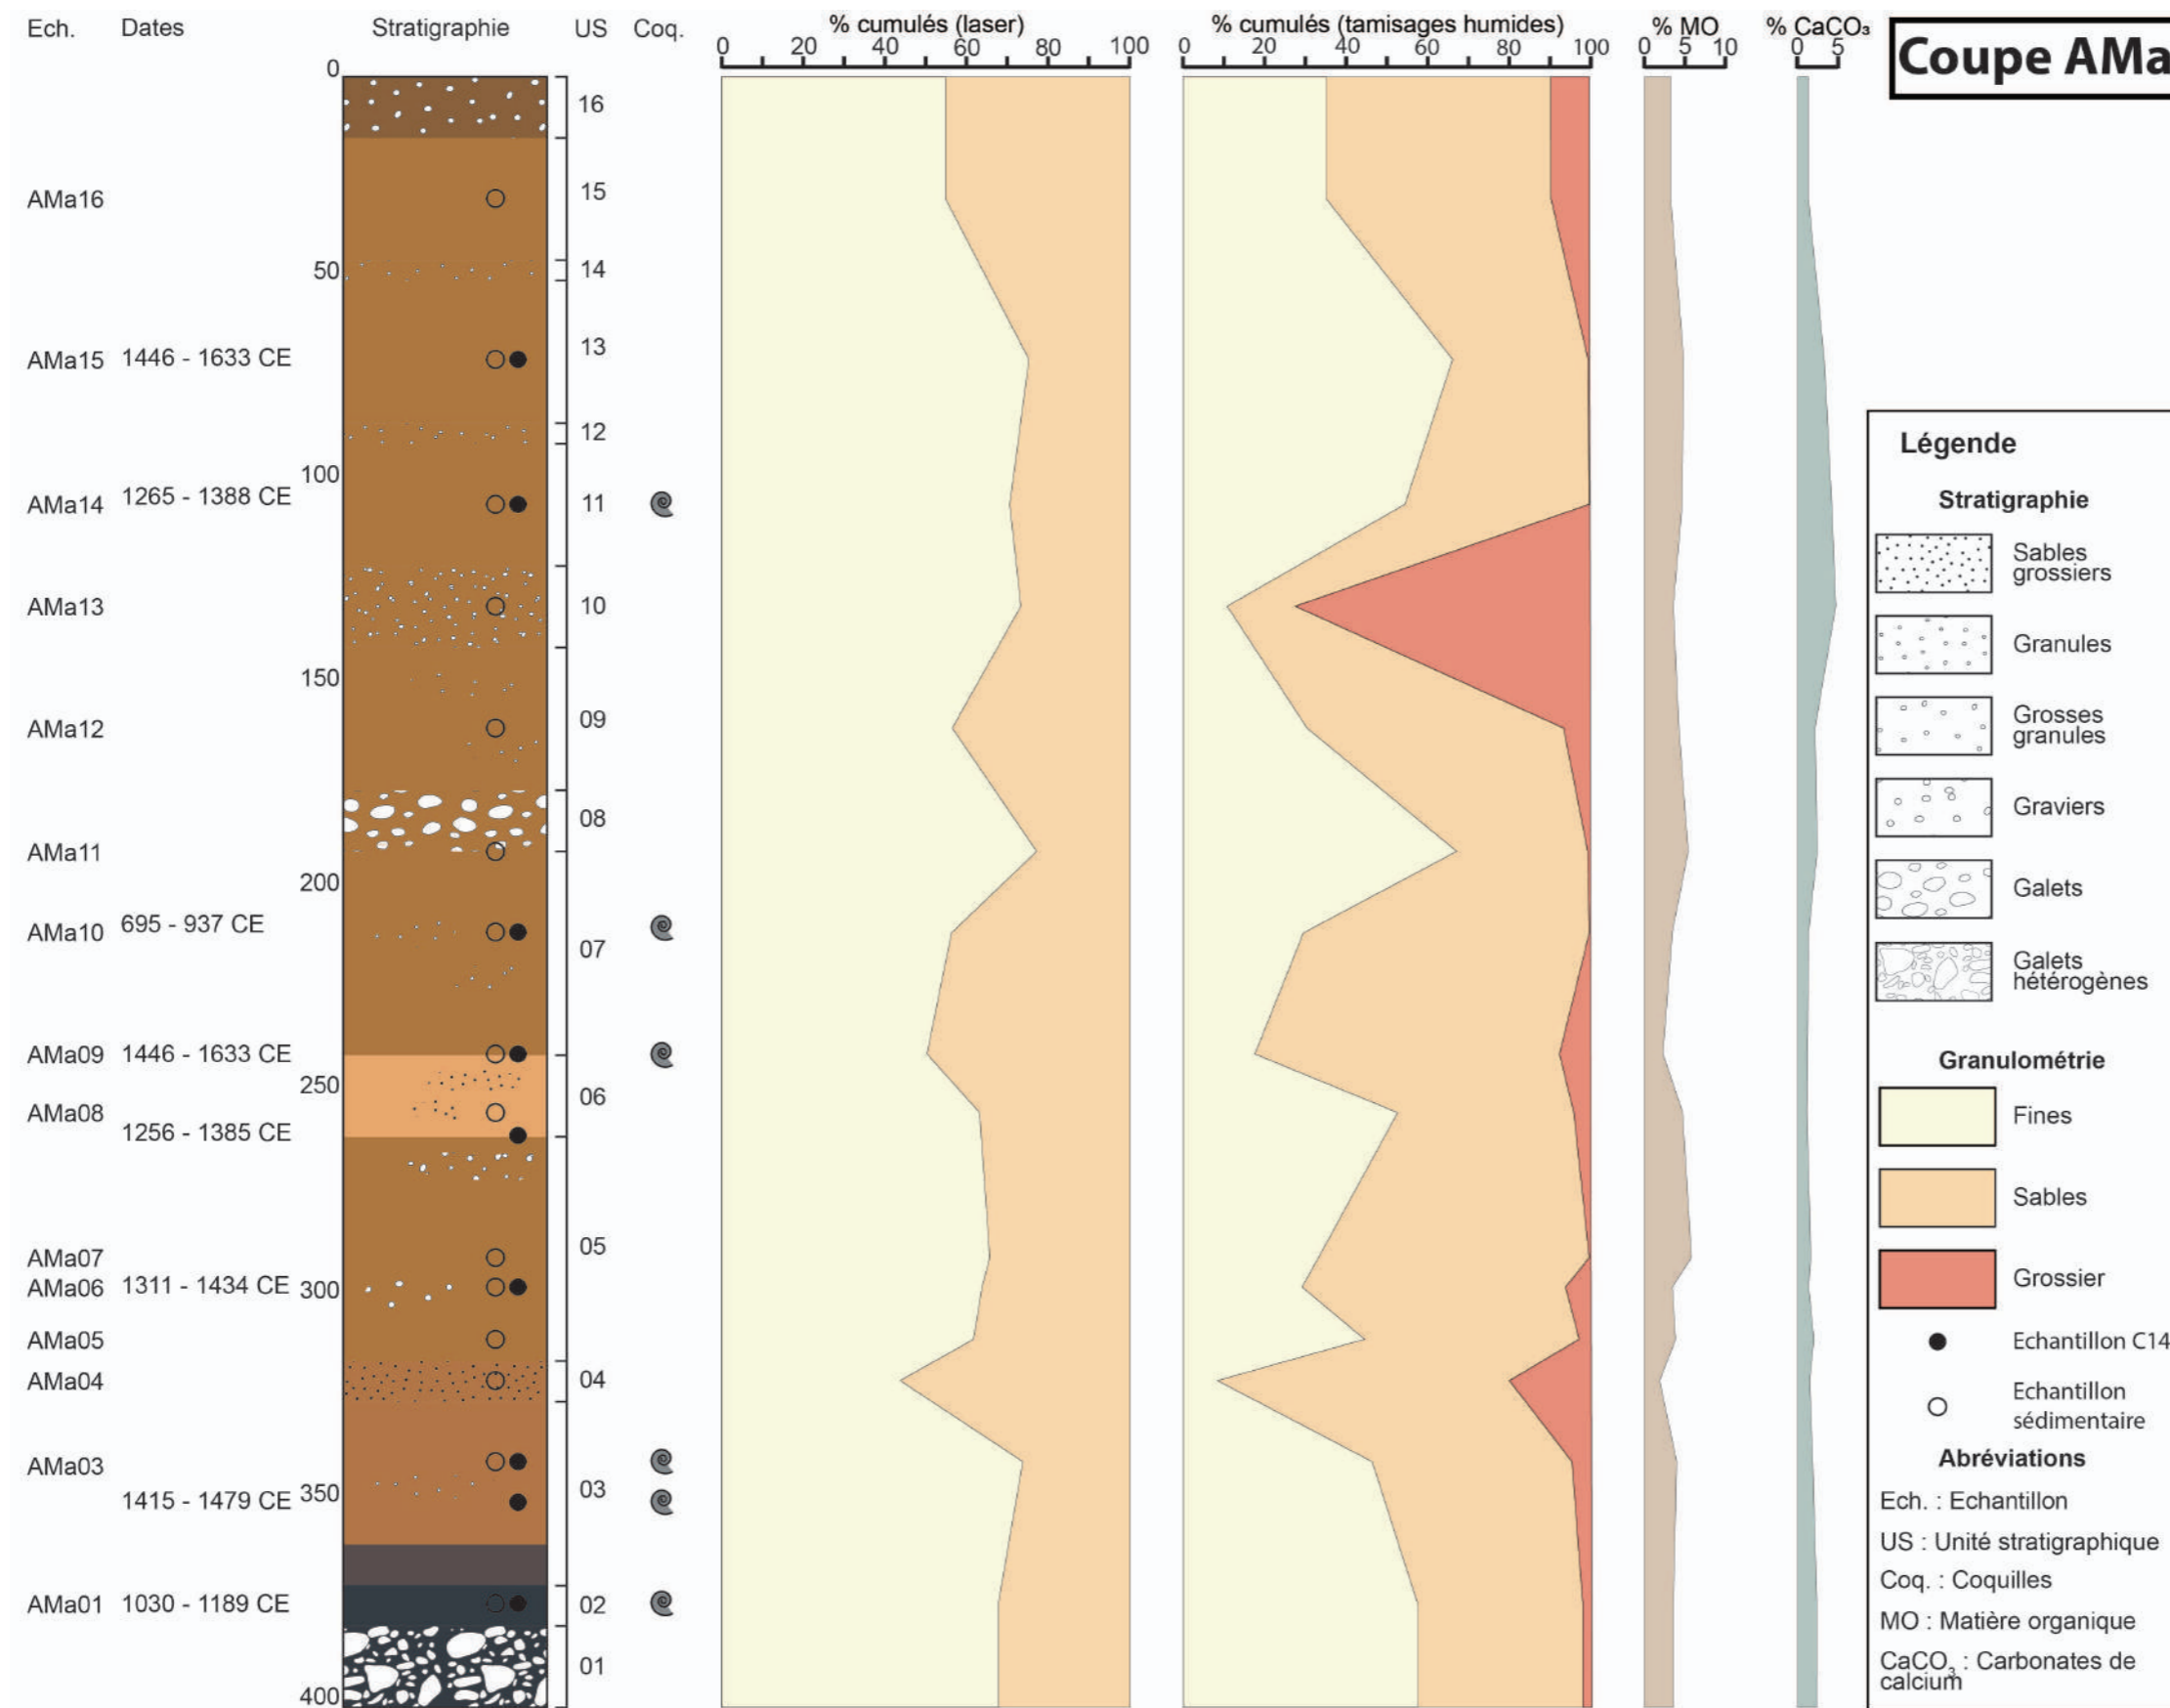 Ech. Dates Stratigraphie US Coq. % cumulés (laser) % cumulés (tamisages humides) % MO % CaCO₃
Coupe AMa
0 20 40 60 80 100 0 20 40 60 80 100 0 5 10 0 5
0
16
AMa16 15
50 14
AMa15 1446 - 1633 CE 13
12
100
AMa14 1265 - 1388 CE 11
AMa13 10
150
AMa12 09
08
AMa11
200
AMa10 695 - 937 CE 07
AMa09 1446 - 1633 CE
250
AMa08 06
1256 - 1385 CE
05
AMa07
AMa06 1311 - 1434 CE 300
AMa05
AMa04 04
AMa03
1415 - 1479 CE 350 03
AMa01 1030 - 1189 CE 02
01
400
Légende
Stratigraphie
Sables
grossiers
Granules
Grosses
granules
Graviers
Galets
Galets
hétérogènes
Granulométrie
Fines
Sables
Grossier
Echantillon C14
Echantillon
sédimentaire
Abréviations
Ech. : Echantillon
US : Unité stratigraphique
Coq. : Coquilles
MO : Matière organique
CaCO₃ : Carbonates de
calcium